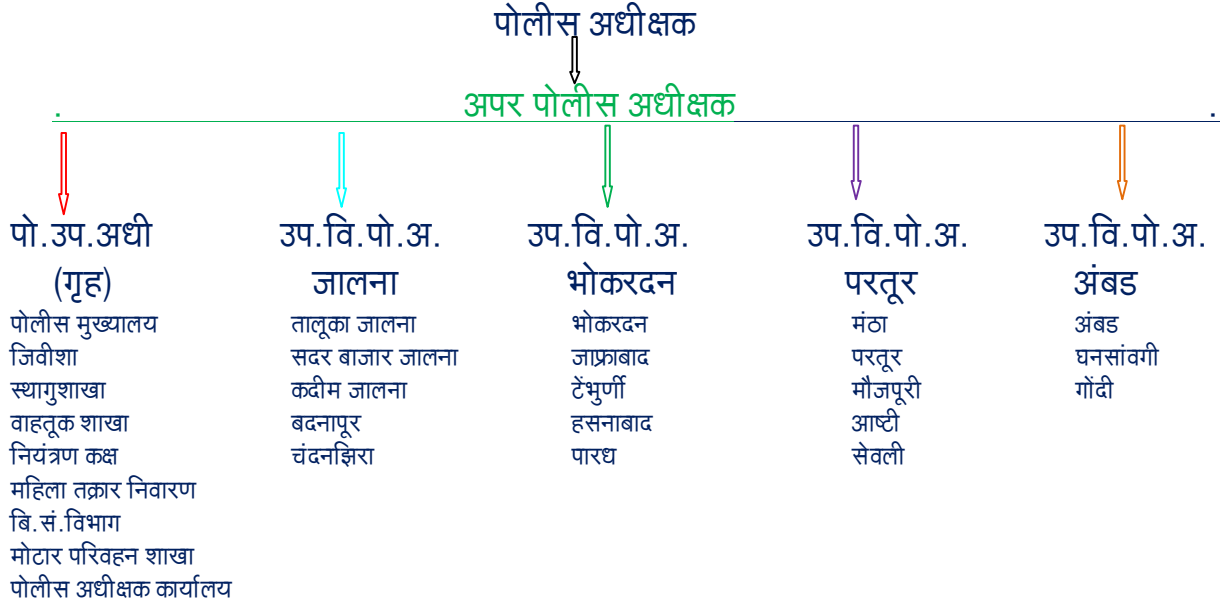 पोलीस अधीक्षक
अपर पोलीस अधीक्षक
पो.उप.अधी
(गृह)
पोलीस मुख्यालय
जिवीशा
स्थागुशाखा
वाहतूक शाखा
नियंत्रण कक्ष
महिला तक्रार निवारण
बि.सं.विभाग
मोटार परिवहन शाखा
पोलीस अधीक्षक कार्यालय
उप.वि.पो.अ.
जालना
तालूका जालना
सदर बाजार जालना
कदीम जालना
बदनापूर
चंदनझिरा
उप.वि.पो.अ.
भोकरदन
भोकरदन
जाफ्राबाद
टेंभुर्णी
हसनाबाद
पारध
उप.वि.पो.अ.
परतूर
मंठा
परतूर
मौजपूरी
आष्टी
सेवली
उप.वि.पो.अ.
अंबड
अंबड
घनसांवगी
गोंदी